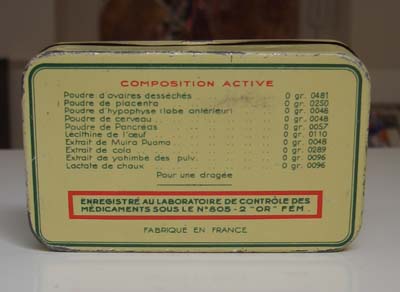 COMPOSITION ACTIVE
Poudre d'ovaires desséchés 0 gr. 0481
Poudre de placenta 0 gr. 0250
Poudre d'hypophyse (lobe antérieur) 0 gr. 0048
Poudre de cerveau 0 gr. 0048
Poudre de Pancréas 0 gr. 0057
Lécithine de l'œuf 0 gr. 0110
Extrait de Muira Puama 0 gr. 0048
Extrait de cola 0 gr. 0289
Extrait de yohimbé des pulv. 0 gr. 0096
Lactate de chaux 0 gr. 0096
Pour une dragée
ENREGISTRÉ AU LABORATOIRE DE CONTRÔLE DES
MÉDICAMENTS SOUS LE N° 805 - 2 "OR" FÉM.
FABRIQUÉ EN FRANCE